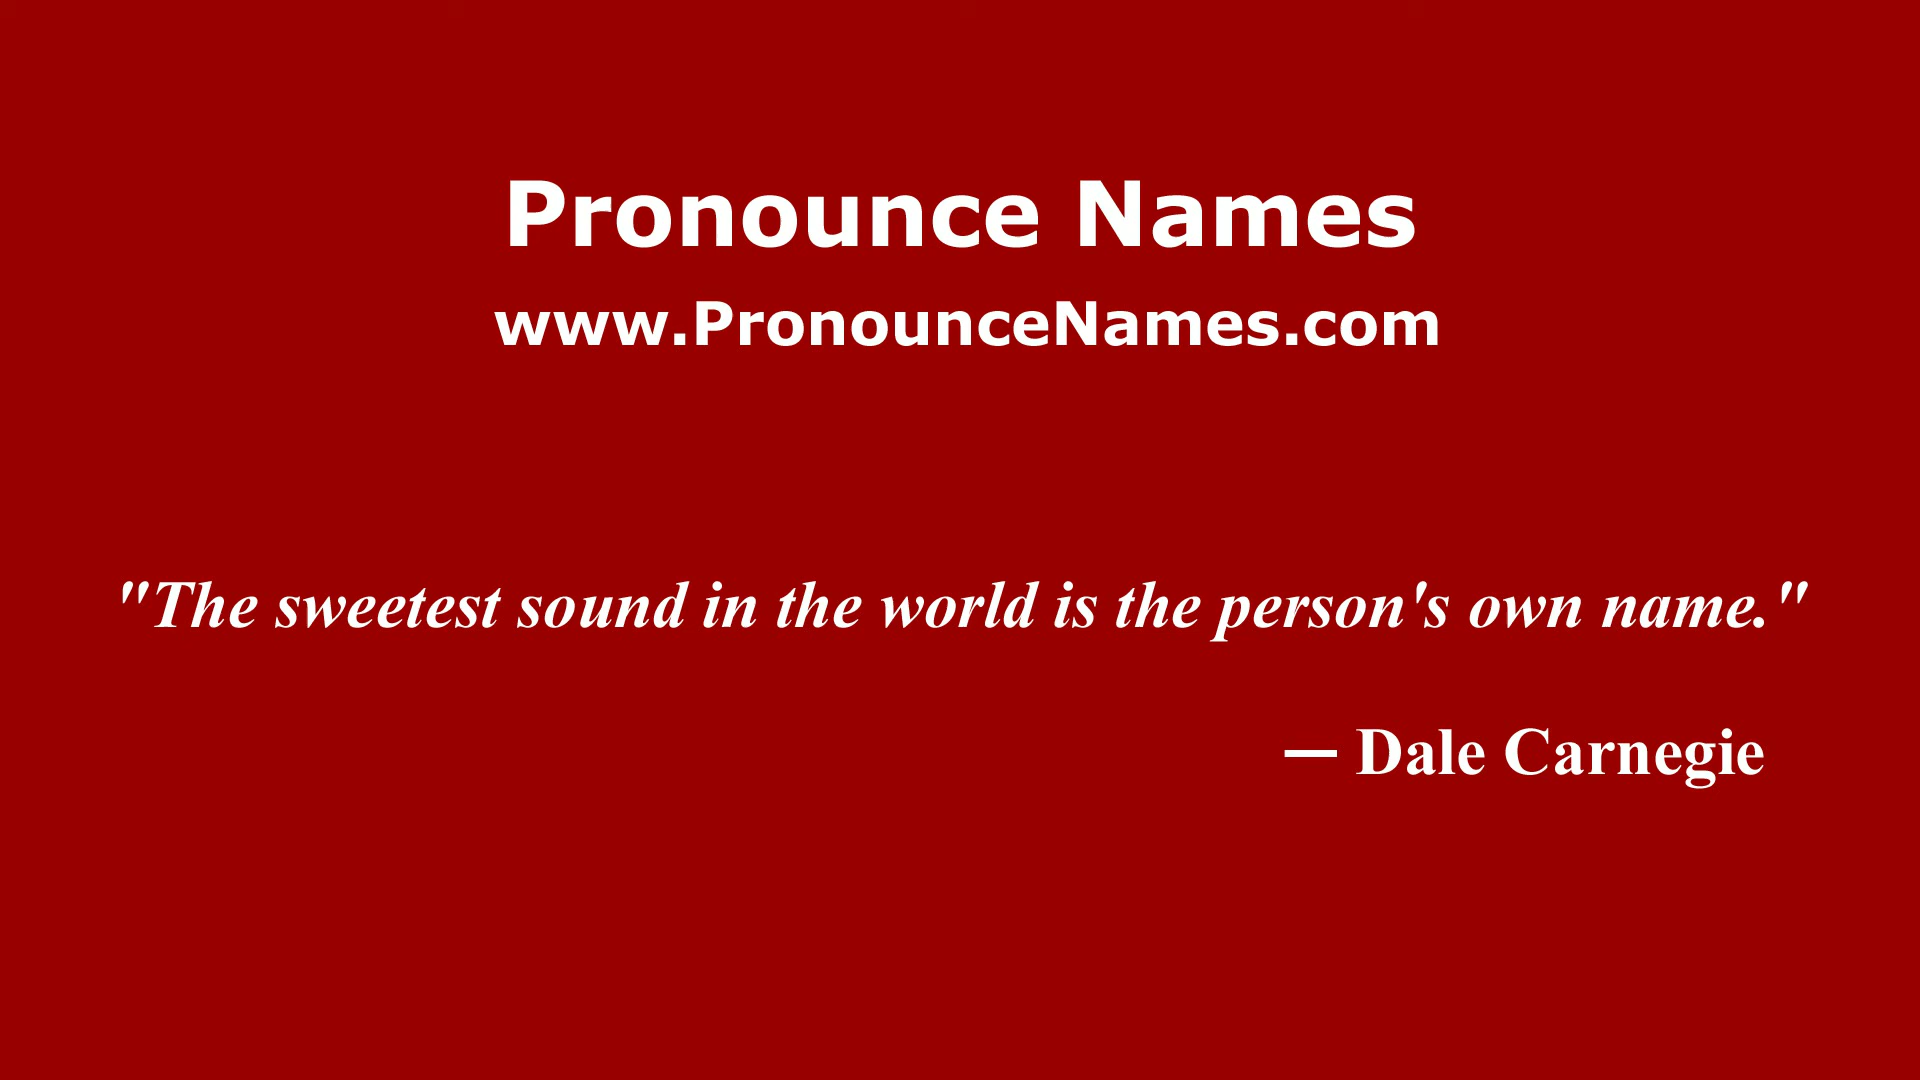 Pronounce Names
www.PronounceNames.com
"The sweetest sound in the world is the person's own name."
— Dale Carnegie